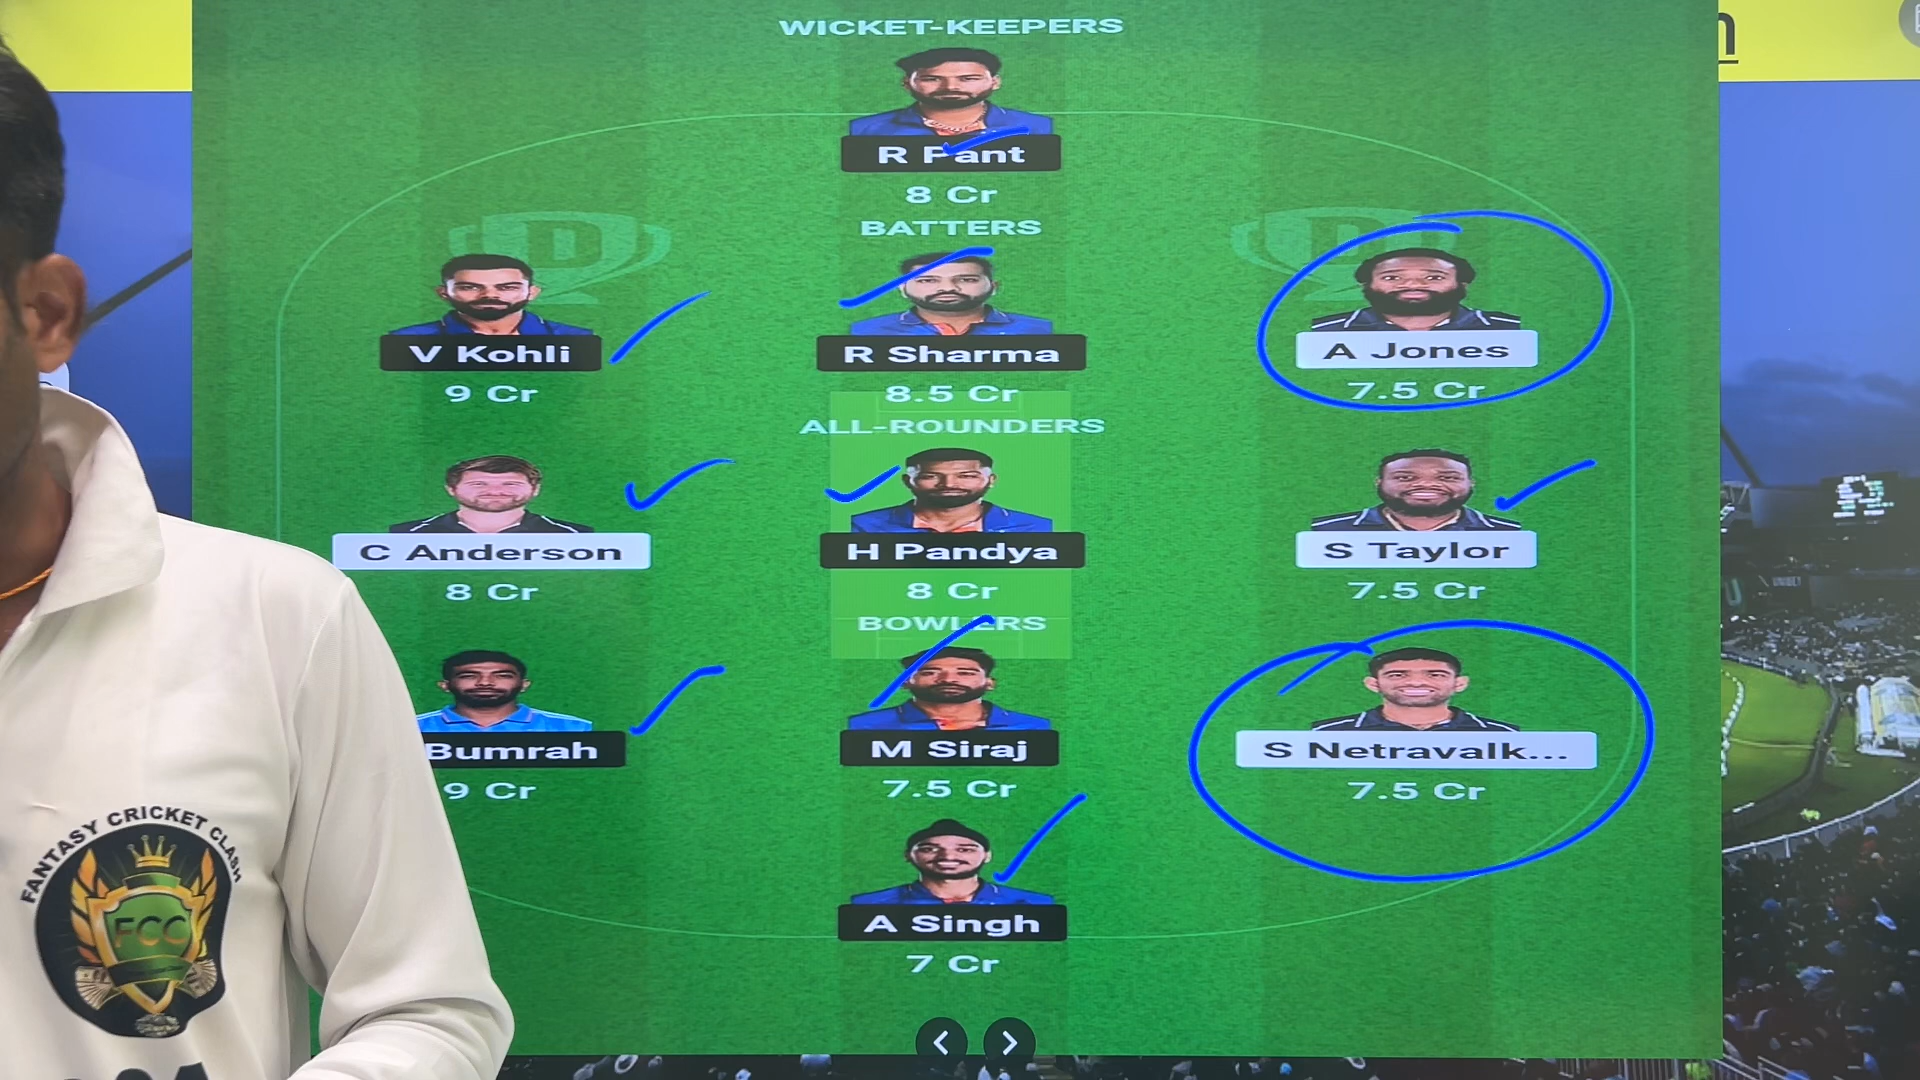 WICKET-KEEPERS
R Pant
8 Cr
BATTERS
V Kohli
R Sharma
A Jones
9 Cr
8.5 Cr
7.5 Cr
ALL-ROUNDERS
C Anderson
H Pandya
S Taylor
8 Cr
8 Cr
7.5 Cr
BOWLERS
Bumrah
M Siraj
S Netravalk...
9 Cr
7.5 Cr
7.5 Cr
A Singh
7 Cr
FANTASY CRICKET CLASH
FCC